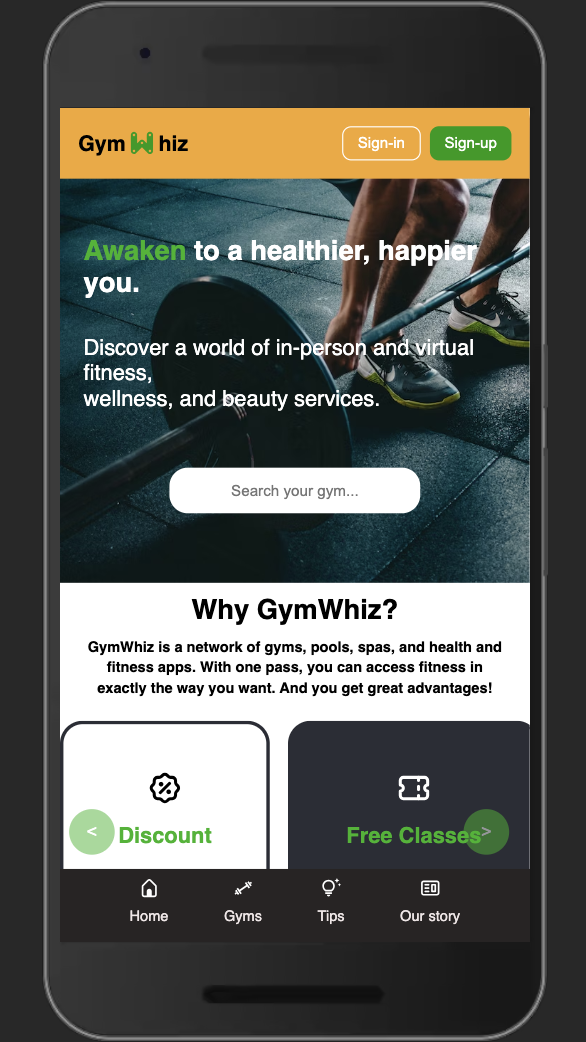 Gym W hiz
Sign-in
Sign-up
Awaken to a healthier, happier
you.
Discover a world of in-person and virtual
fitness,
wellness, and beauty services.
Search your gym...
Why GymWhiz?
GymWhiz is a network of gyms, pools, spas, and health and
fitness apps. With one pass, you can access fitness in
exactly the way you want. And you get great advantages!
< Discount
Free Classes >
Home
Gyms
Tips
Our story